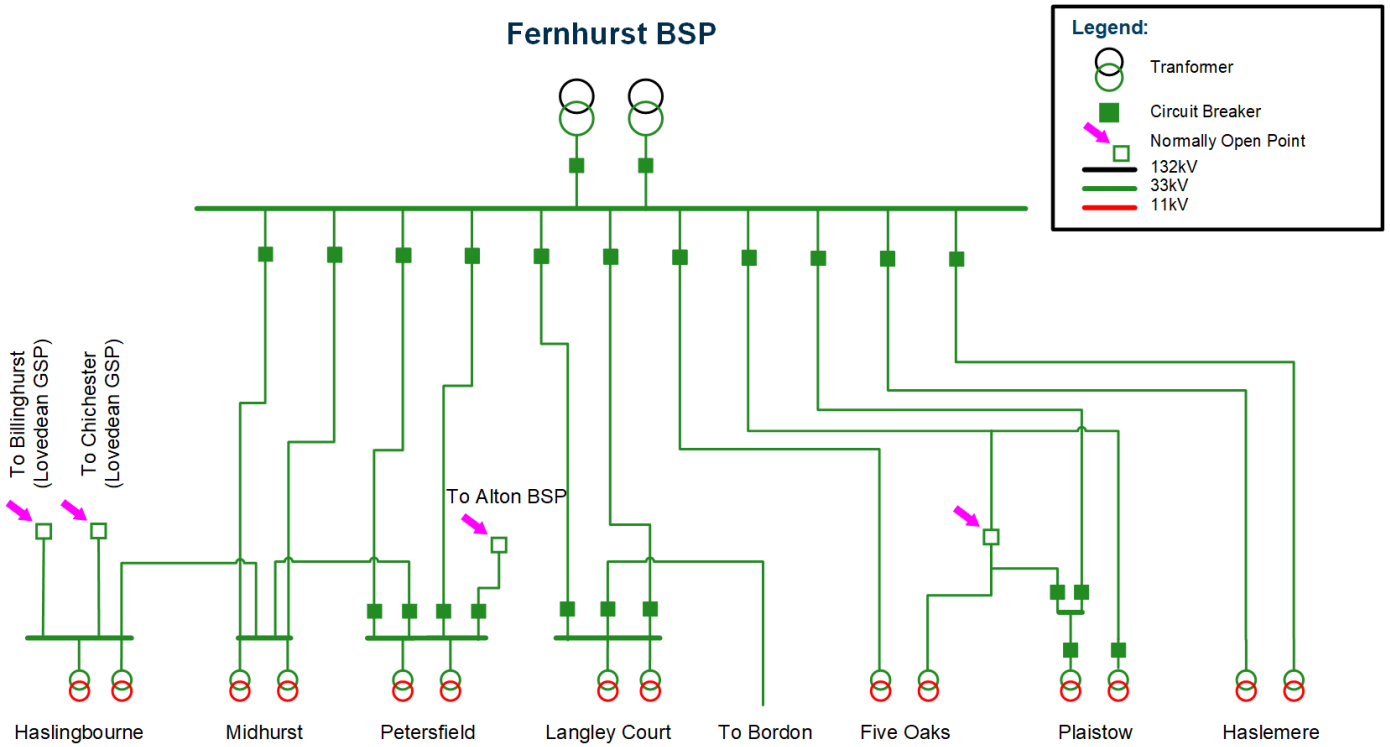 Fernhurst BSP
Legend:
Tranformer
Circuit Breaker
Normally Open Point
132kV
33kV
11kV
To Billinghurst
(Lovedean GSP)
To Chichester
(Lovedean GSP)
To Alton BSP
Haslingbourne
Midhurst
Petersfield
Langley Court
To Bordon
Five Oaks
Plaistow
Haslemere